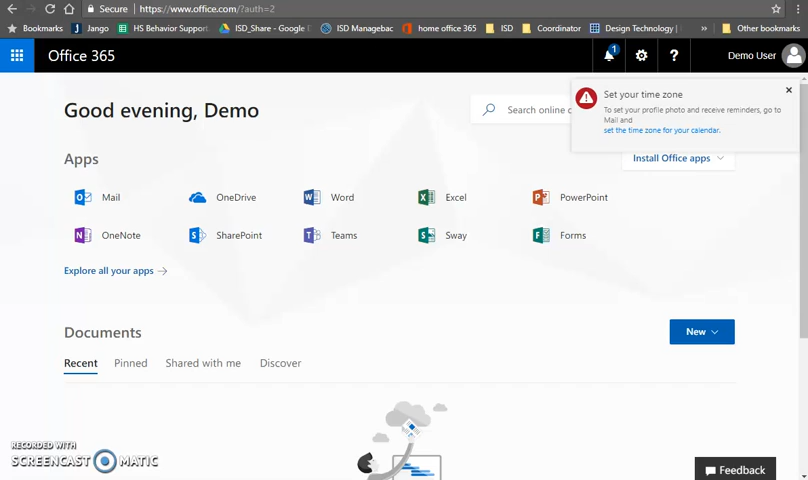 Secure https://www.office.com/?auth=2
Bookmarks Jango HS Behavior Support ISD_Share - Google D ISD Managebac home office 365 ISD Coordinator Design Technology | » Other bookmarks
Office 365 1 ? Demo User
Set your time zone
To set your profile photo and receive reminders, go to
Mail and
set the time zone for your calendar.
Good evening, Demo
Search online d
Apps
Install Office apps
Mail OneDrive Word Excel PowerPoint
OneNote SharePoint Teams Sway Forms
Explore all your apps →
Documents
New
Recent Pinned Shared with me Discover
RECORDED WITH
SCREENCAST MATIC
Feedback